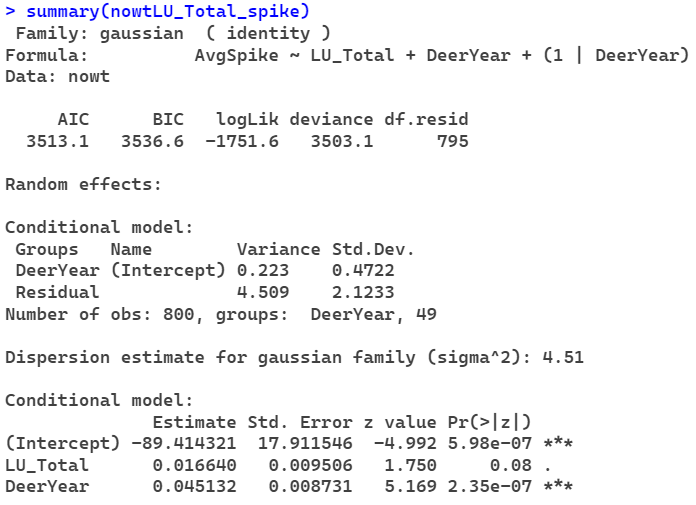 > summary(nowtLU_Total_spike)
 Family: gaussian  ( identity )
Formula:          AvgSpike ~ LU_Total + DeerYear + (1 | DeerYear)
Data: nowt

     AIC      BIC   logLik deviance df.resid
  3513.1   3536.6  -1751.6   3503.1      795

Random effects:

Conditional model:
 Groups   Name        Variance Std.Dev.
 DeerYear (Intercept) 0.223    0.4722
 Residual             4.509    2.1233
Number of obs: 800, groups:  DeerYear, 49

Dispersion estimate for gaussian family (sigma^2): 4.51

Conditional model:
              Estimate Std. Error z value Pr(>|z|)
(Intercept) -89.414321  17.911546  -4.992 5.98e-07 ***
LU_Total      0.016640   0.009506   1.750     0.08 .
DeerYear      0.045132   0.008731   5.169 2.35e-07 ***